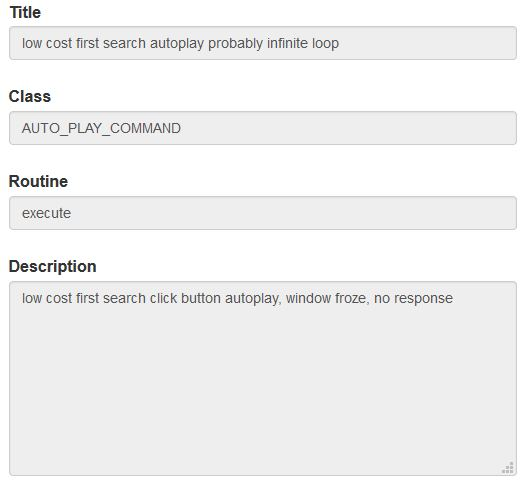 Title
low cost first search autoplay probably infinite loop
Class
AUTO_PLAY_COMMAND
Routine
execute
Description
low cost first search click button autoplay, window froze, no response